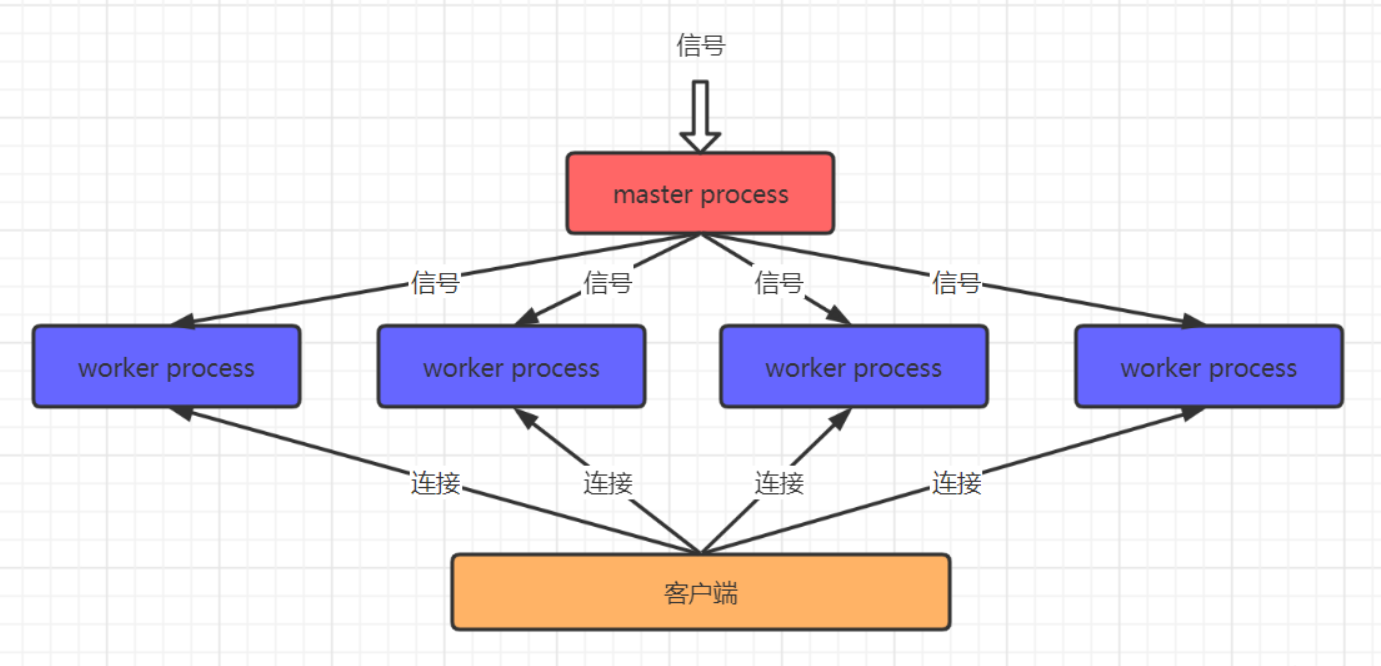 信号
master process
信号
信号
信号
信号
worker process
worker process
worker process
worker process
连接
连接
连接
连接
客户端